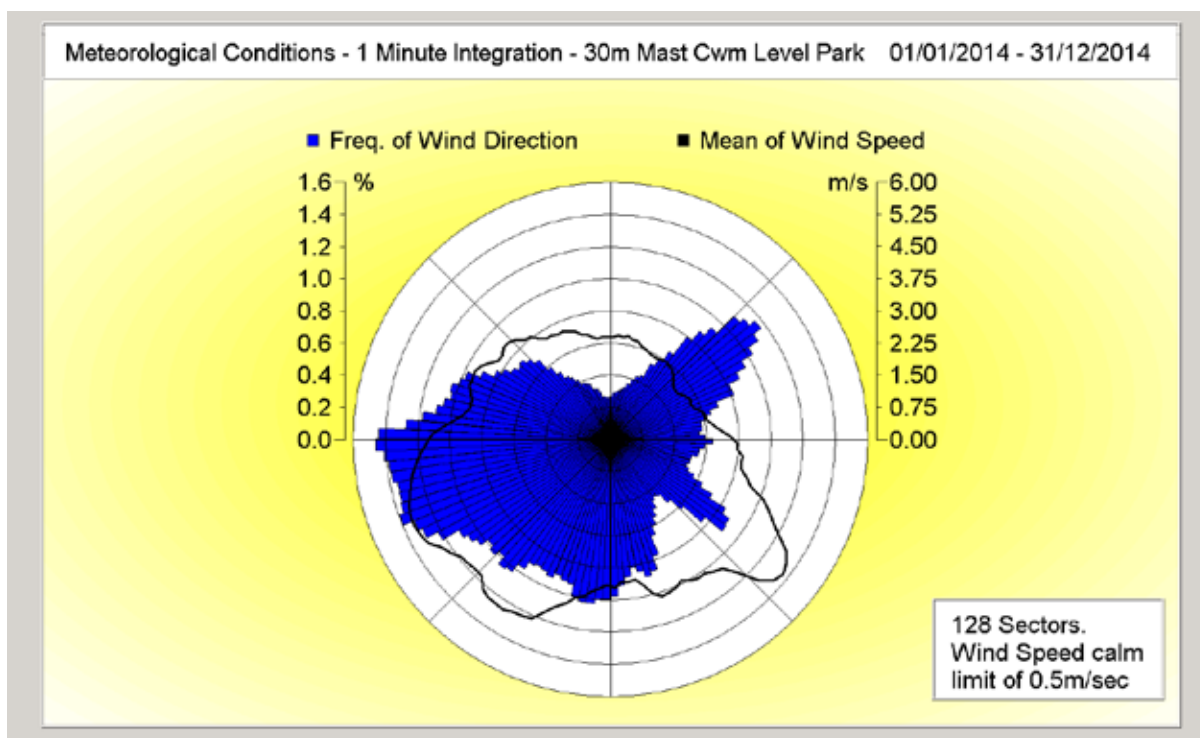 Meteorological Conditions - 1 Minute Integration - 30m Mast Cwm Level Park 01/01/2014 - 31/12/2014
Freq. of Wind Direction
Mean of Wind Speed
1.6 %
1.4
1.2
1.0
0.8
0.6
0.4
0.2
0.0
m/s 6.00
5.25
4.50
3.75
3.00
2.25
1.50
0.75
0.00
128 Sectors.
Wind Speed calm
limit of 0.5m/sec